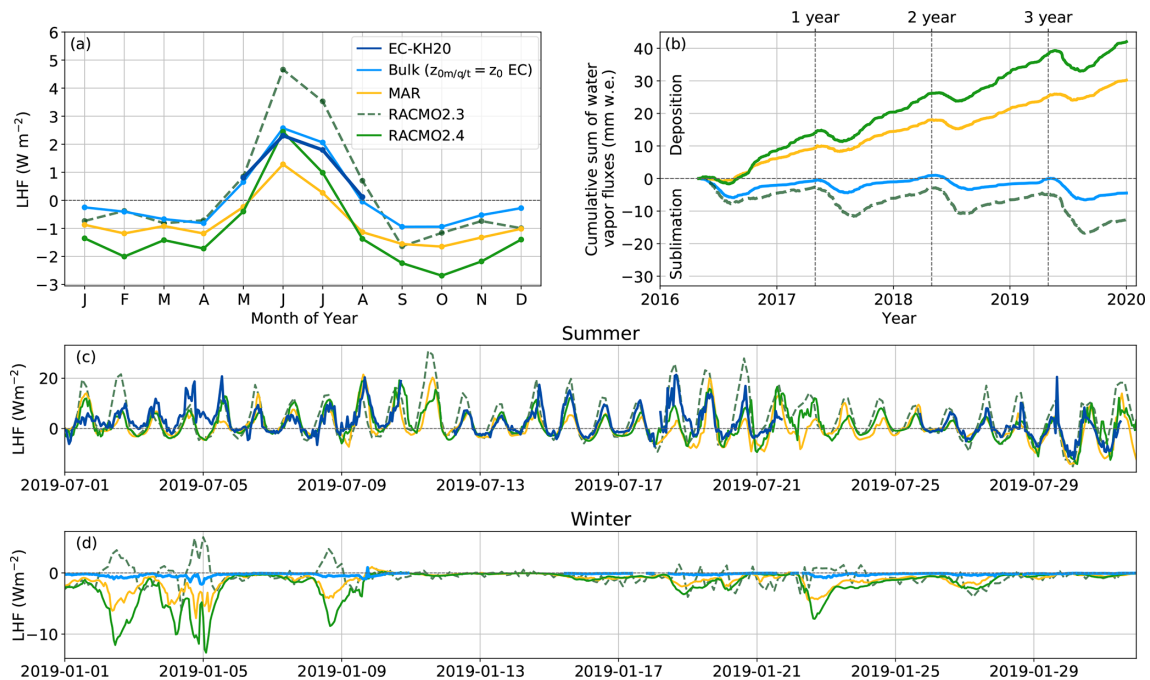 (a)
6
5
4
3
2
1
0
−1
−2
−3
LHF (W m⁻²)
J F M A M J J A S O N D
Month of Year
EC-KH20
Bulk (z₀ₘ/q/t = z₀ EC)
MAR
RACMO2.3
RACMO2.4
1 year 2 year 3 year
(b)
40
30
20
10
0
−10
−20
−30
Cumulative sum of water
vapor fluxes (mm w.e.)
Deposition
Sublimation
2016 2017 2018 2019 2020
Year
Summer
(c)
20
0
LHF (Wm⁻²)
2019-07-01 2019-07-05 2019-07-09 2019-07-13 2019-07-17 2019-07-21 2019-07-25 2019-07-29
Winter
(d)
0
−10
LHF (Wm⁻²)
2019-01-01 2019-01-05 2019-01-09 2019-01-13 2019-01-17 2019-01-21 2019-01-25 2019-01-29